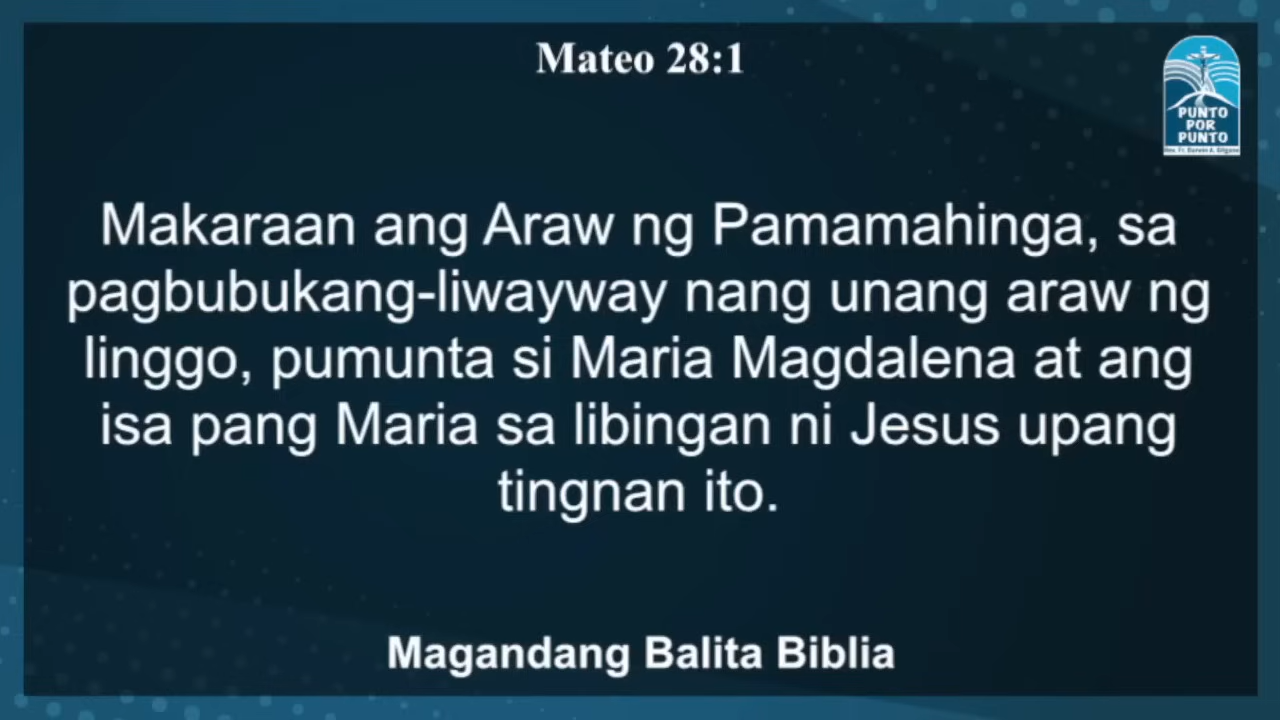 Mateo 28:1
PUNTO
POR
PUNTO
Makaraan ang Araw ng Pamamahinga, sa
pagbubukang-liwayway nang unang araw ng
linggo, pumunta si Maria Magdalena at ang
isa pang Maria sa libingan ni Jesus upang
tingnan ito.
Magandang Balita Biblia